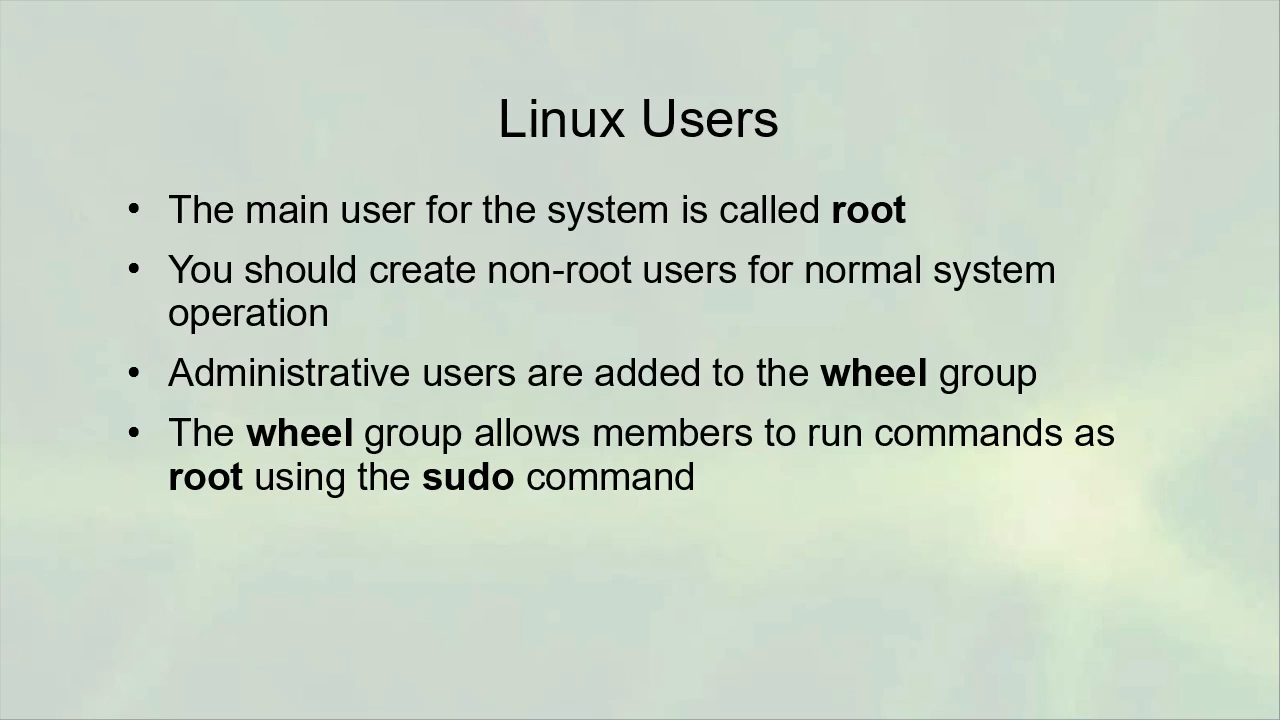 Linux Users
• The main user for the system is called root
• You should create non-root users for normal system
operation
• Administrative users are added to the wheel group
• The wheel group allows members to run commands as
root using the sudo command